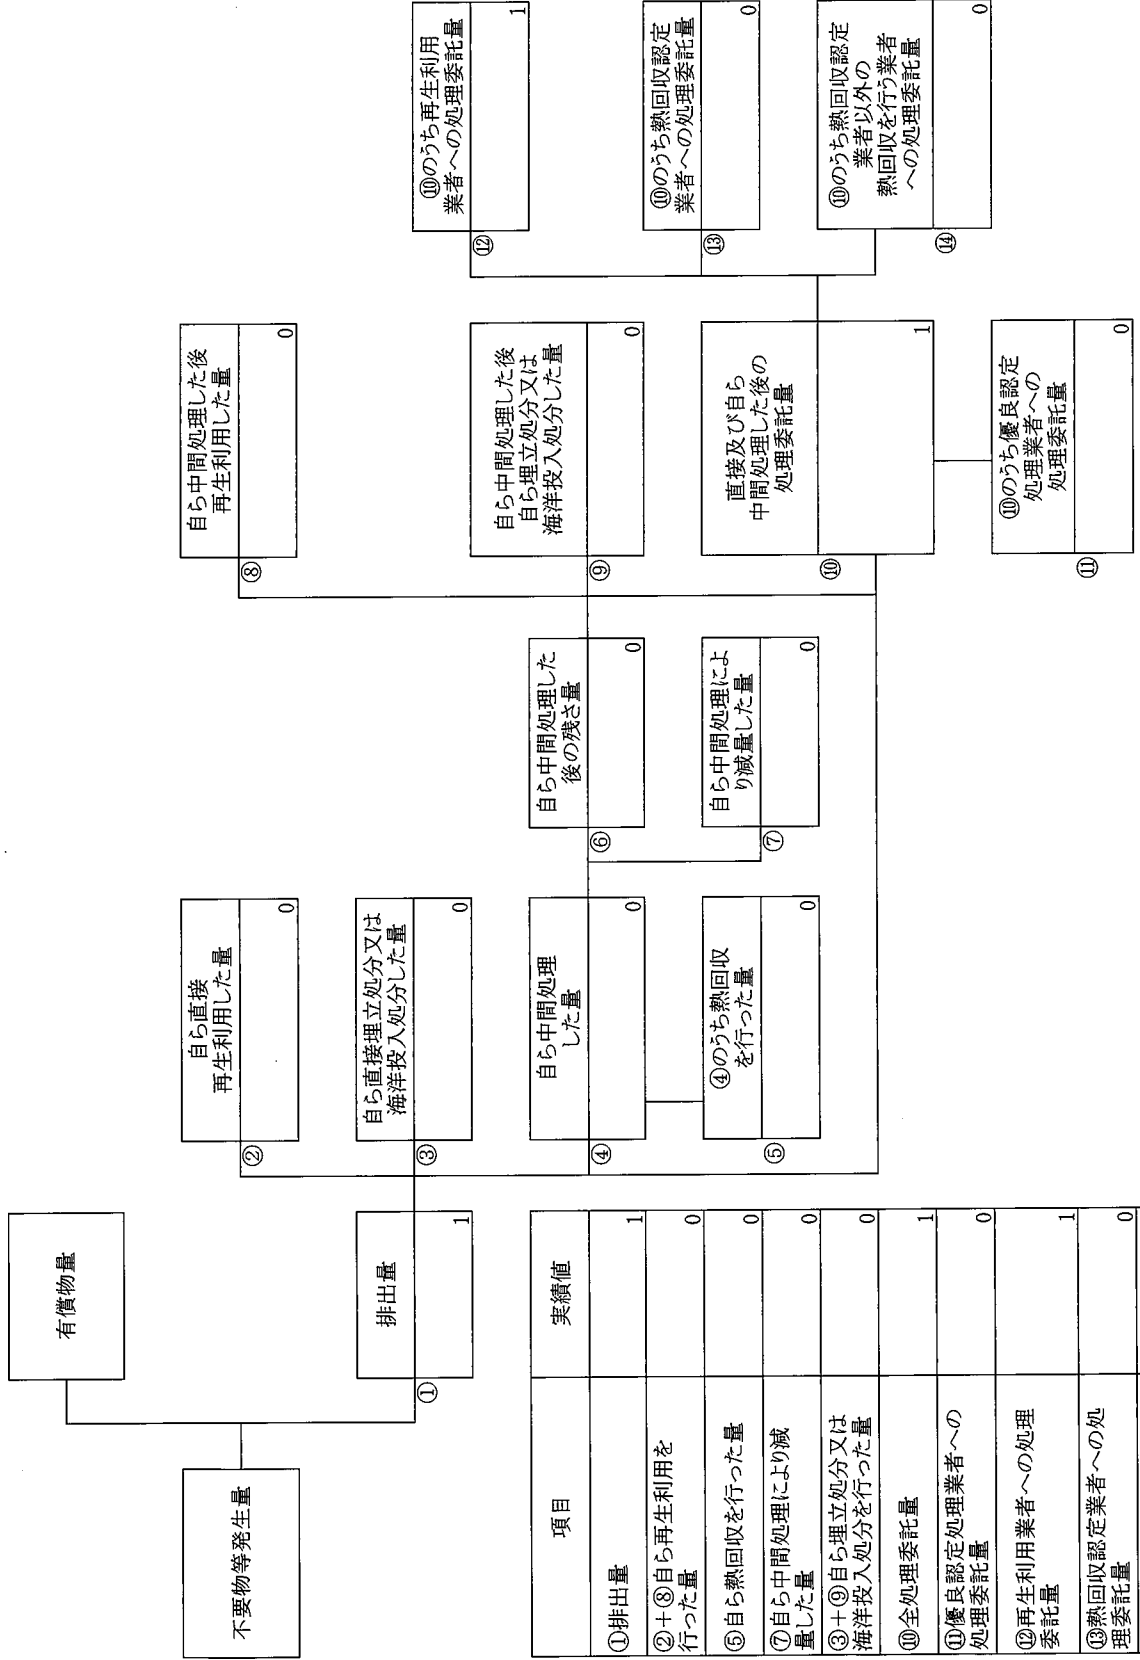 不要物等発生量
有償物量
排出量
①
1
自ら直接
再生利用した量
②
0
自ら直接埋立処分又は
海洋投入処分した量
③
0
自ら中間処理
した量
④
0
④のうち熱回収
を行った量
⑤
0
自ら中間処理した
後の残さ量
⑥
0
自ら中間処理によ
り減量した量
⑦
0
自ら中間処理した後
再生利用した量
⑧
0
自ら中間処理した後
自ら埋立処分又は
海洋投入処分した量
⑨
0
直接及び自ら
中間処理した後の
処理委託量
⑩
1
⑩のうち優良認定
処理業者への
処理委託量
⑪
0
⑩のうち再生利用
業者への処理委託量
⑫
1
⑩のうち熱回収認定
業者への処理委託量
⑬
0
⑩のうち熱回収認定
業者以外の
熱回収を行う業者
への処理委託量
⑭
0
項目 実績値
①排出量 1
②+⑧自ら再生利用を
行った量 0
⑤自ら熱回収を行った量 0
⑦自ら中間処理により減
量した量 0
③+⑨自ら埋立処分又は
海洋投入処分を行った量 0
⑩全処理委託量 1
⑪優良認定処理業者への
処理委託量 0
⑫再生利用業者への処理
委託量 1
⑬熱回収認定業者への処
理委託量 0